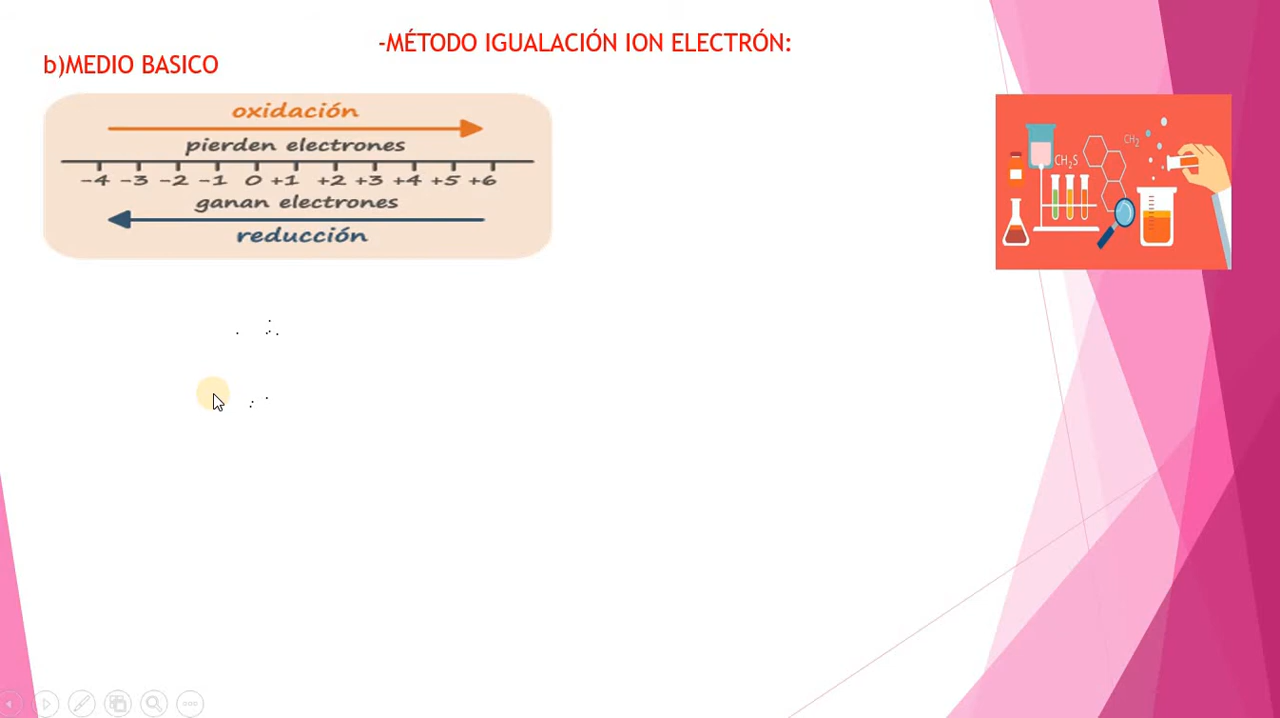 -MÉTODO IGUALACIÓN ION ELECTRÓN:
b)MEDIO BASICO
oxidación
pierden electrones
-4 -3 -2 -1 0 +1 +2 +3 +4 +5 +6
ganan electrones
reducción
CH2
CH2S